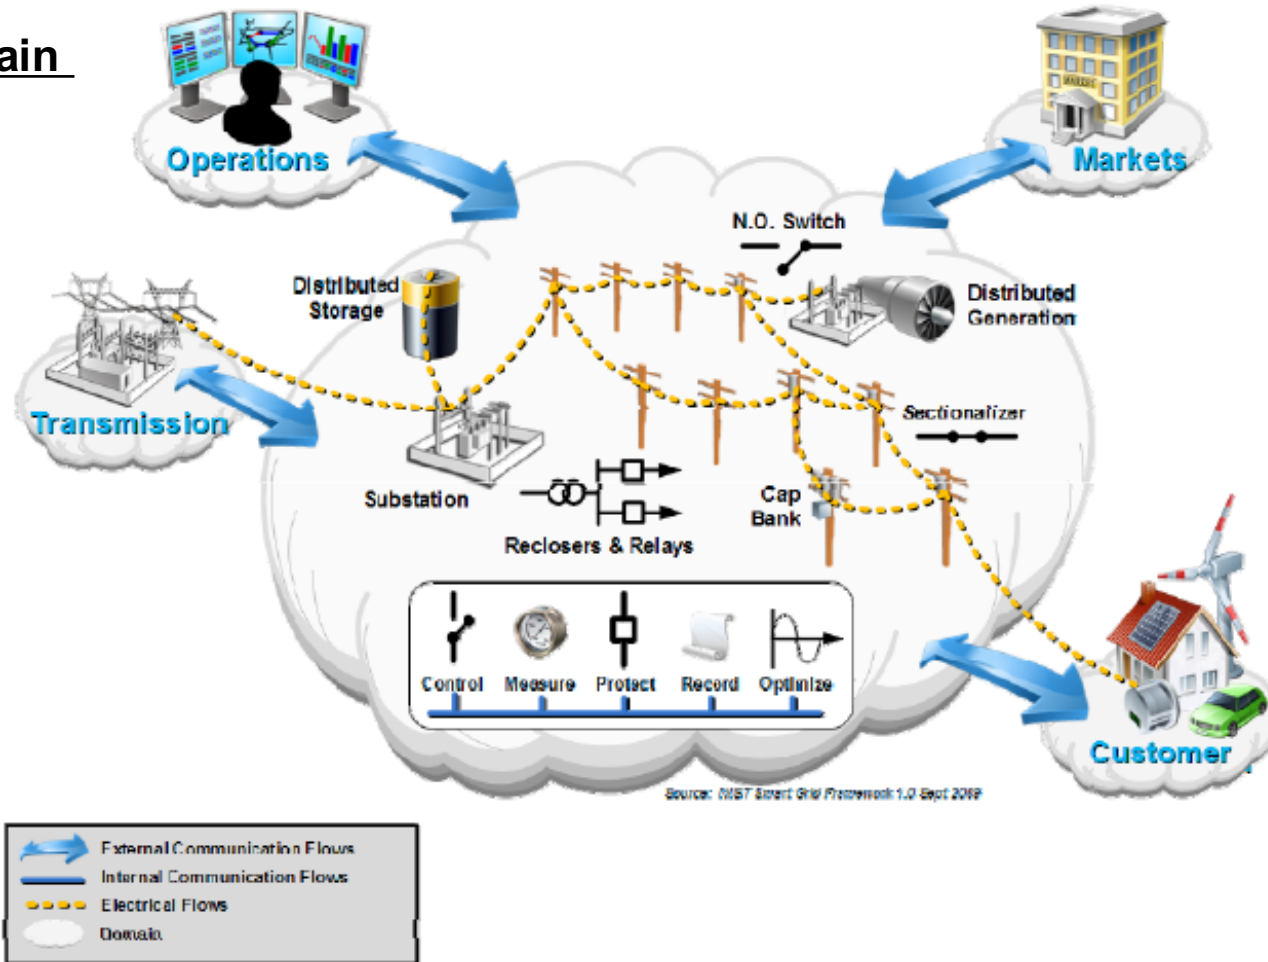 ain
Operations
MARKETS
Markets
N.O. Switch
Distributed
Storage
Distributed
Generation
Transmission
Sectionalizer
Substation
Cap
Bank
Reclosers & Relays
Control
Measure
Protect
Record
Optimize
Customer
Source: NIST Smart Grid Framework 1.0 Sept 2009
External Communication Flows
Internal Communication Flows
Electrical Flows
Domain